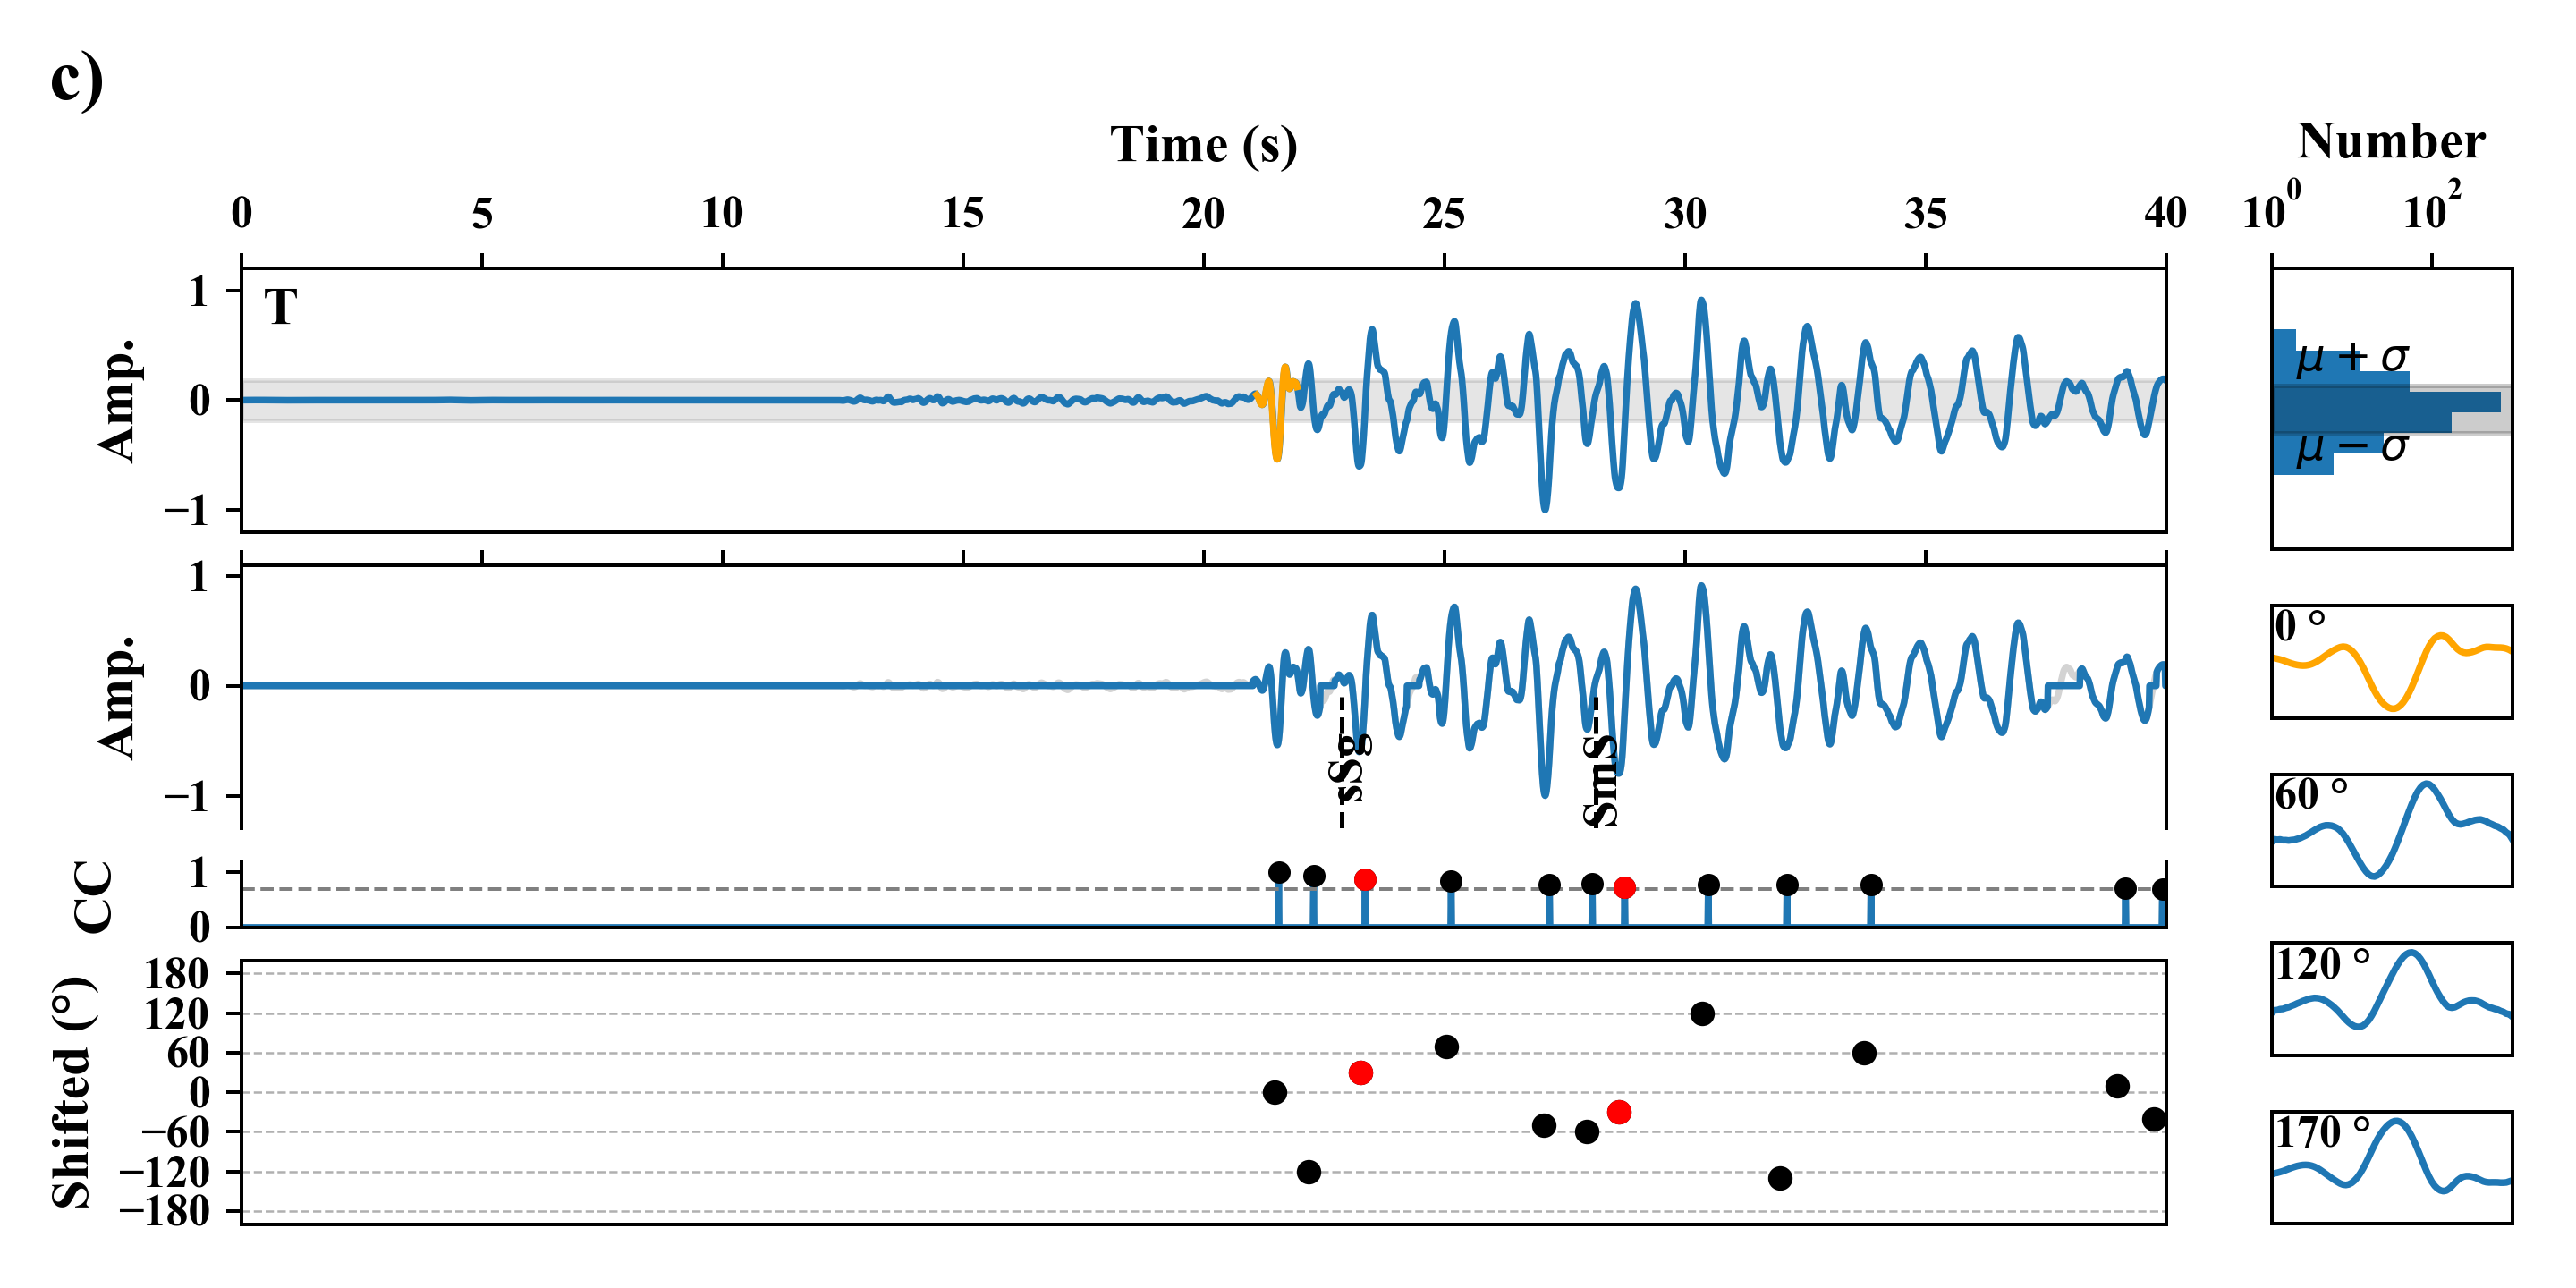 c)
Time (s)
Number
0 5 10 15 20 25 30 35 40
10^0 10^2
T
Amp.
1
0
−1
μ + σ
μ − σ
Amp.
1
0
−1
sSg
SmS
CC
1
0
Shifted (°)
180
120
60
0
−60
−120
−180
0 °
60 °
120 °
170 °